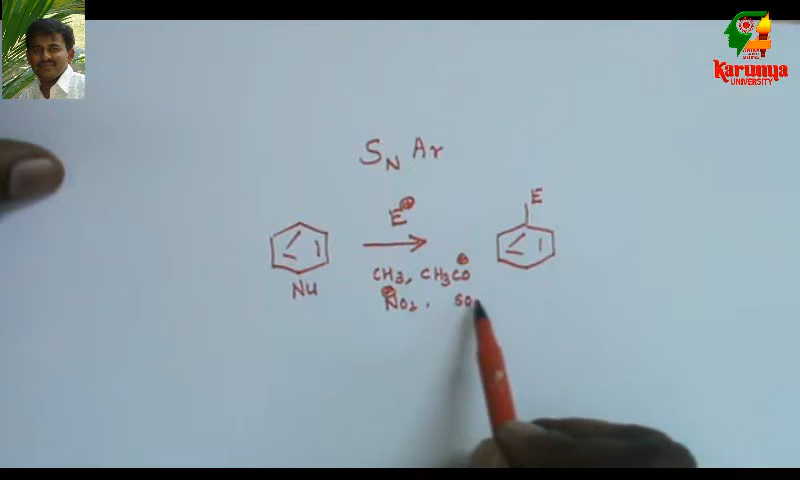 Karunya
UNIVERSITY
SN Ar
E⊕
E
CH3, CH3CO⊕
Nu
⊕NO2, SO